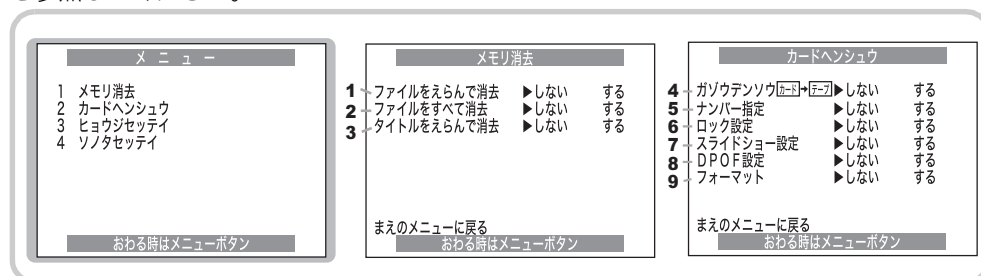 メニュー
1 メモリ消去
2 カードヘンシュウ
3 ヒョウジセッテイ
4 ソノタセッテイ
おわる時はメニューボタン
メモリ消去
1 ファイルをえらんで消去 ▶しない する
2 ファイルをすべて消去 ▶しない する
3 タイトルをえらんで消去 ▶しない する
まえのメニューに戻る
おわる時はメニューボタン
カードヘンシュウ
4 ガゾウデンソウカード→テープ▶しない する
5 ナンバー指定 ▶しない する
6 ロック設定 ▶しない する
7 スライドショー設定 ▶しない する
8 DPOF設定 ▶しない する
9 フォーマット ▶しない する
まえのメニューに戻る
おわる時はメニューボタン